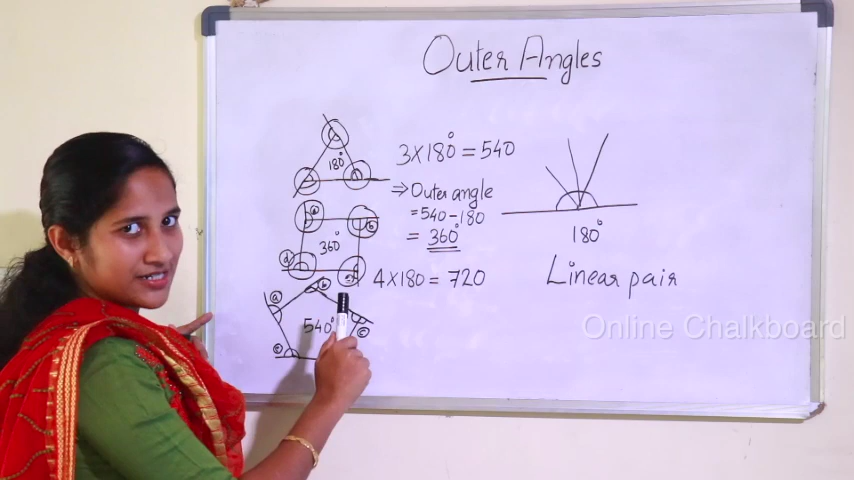 Outer Angles
180°
3×180° = 540
⇒ Outer angle
= 540 - 180
= 360°
a
b
360°
d
c
4×180 = 720
a
b
540°
c
e
180°
Linear pair
Online Chalkboard